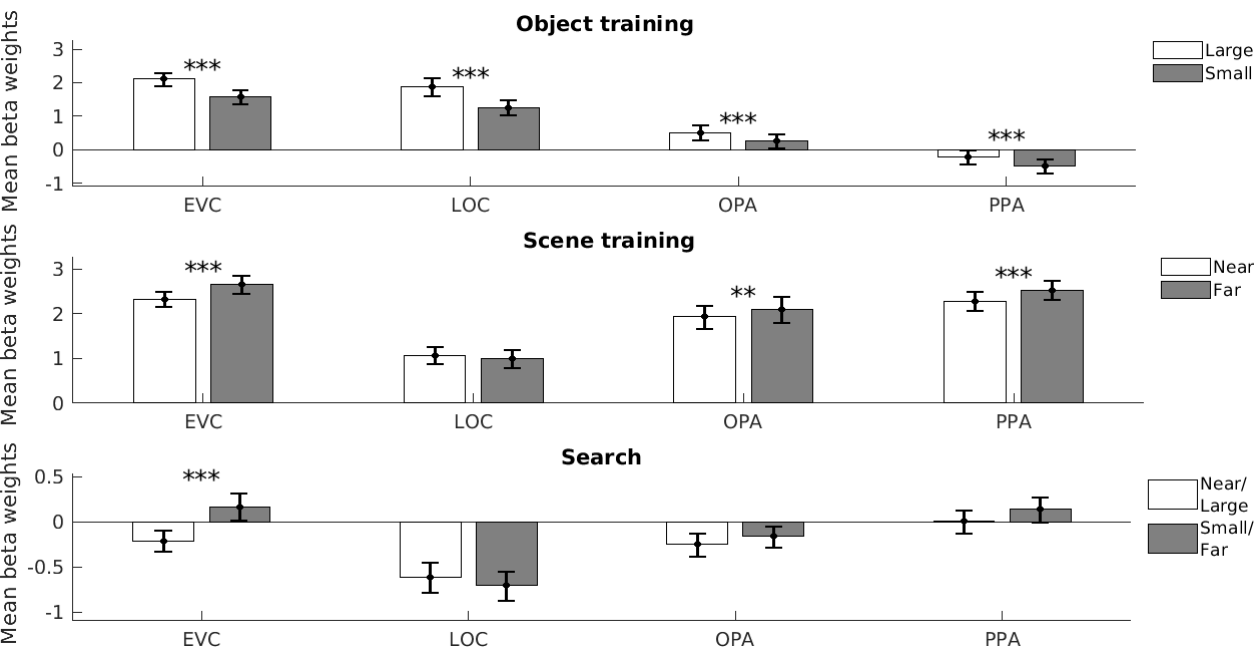 Object training
Mean beta weights
3
2
1
0
-1
***
***
***
***
EVC
LOC
OPA
PPA
Large
Small
Scene training
Mean beta weights
3
2
1
0
***
**
***
EVC
LOC
OPA
PPA
Near
Far
Search
Mean beta weights
0.5
0
-0.5
-1
***
EVC
LOC
OPA
PPA
Near/
Large
Small/
Far